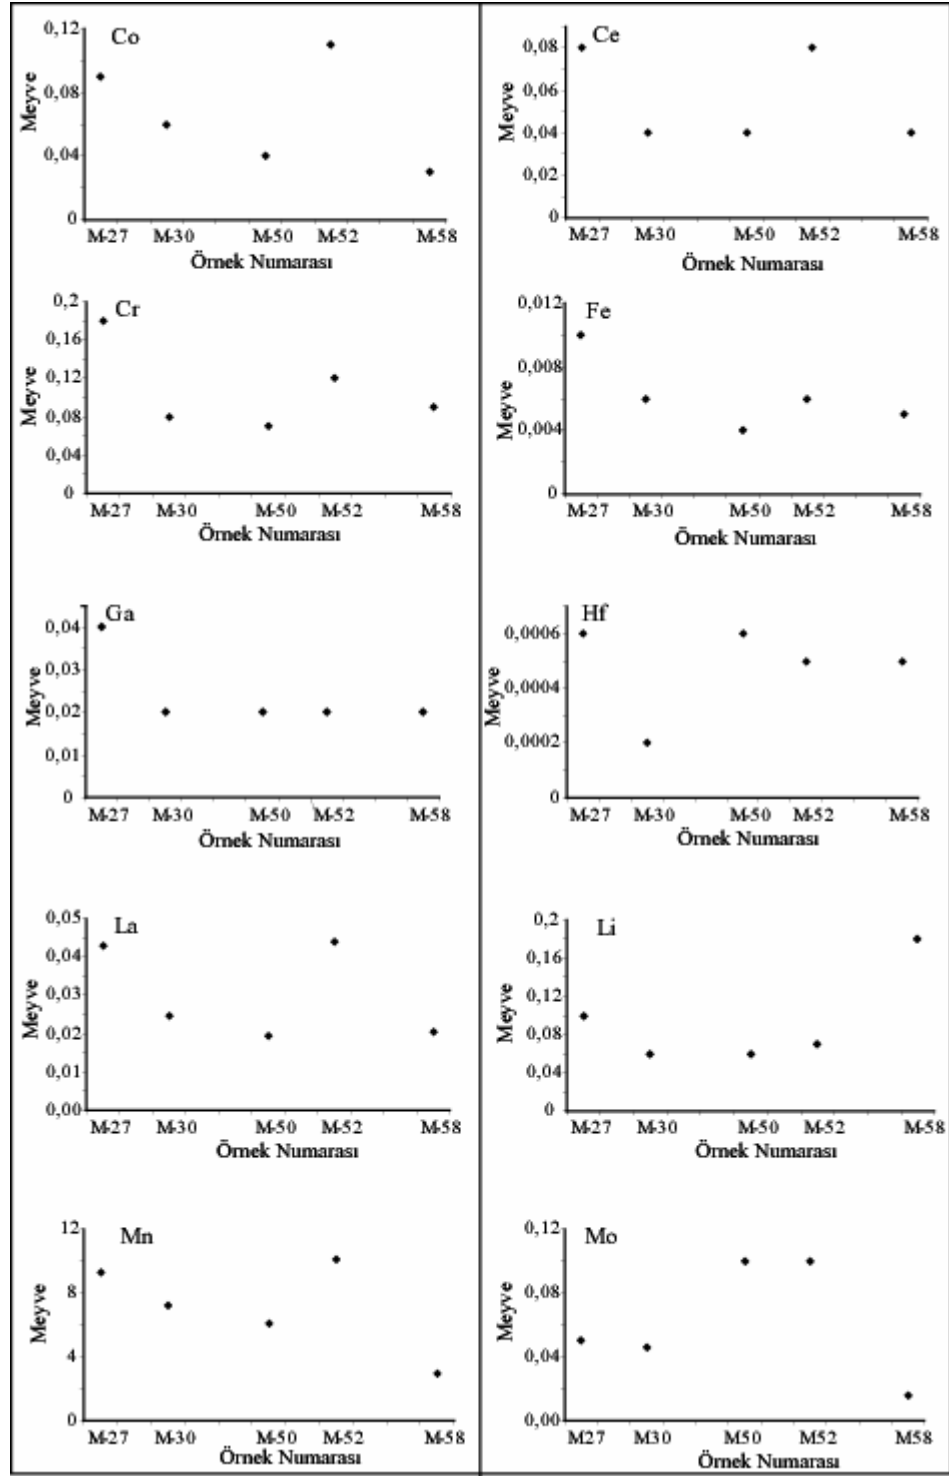 Co
0,12
0,08
0,04
0
Meyve
M-27 M-30 M-50 M-52 M-58
Örnek Numarası
Ce
0,08
0,06
0,04
0,02
0
Meyve
M-27 M-30 M-50 M-52 M-58
Örnek Numarası
Cr
0,2
0,16
0,12
0,08
0,04
0
Meyve
M-27 M-30 M-50 M-52 M-58
Örnek Numarası
Fe
0,012
0,008
0,004
0
Meyve
M-27 M-30 M-50 M-52 M-58
Örnek Numarası
Ga
0,04
0,03
0,02
0,01
0
Meyve
M-27 M-30 M-50 M-52 M-58
Örnek Numarası
Hf
0,0006
0,0004
0,0002
0
Meyve
M-27 M-30 M-50 M-52 M-58
Örnek Numarası
La
0,05
0,04
0,03
0,02
0,01
0,00
Meyve
M-27 M-30 M-50 M-52 M-58
Örnek Numarası
Li
0,2
0,16
0,12
0,08
0,04
0
Meyve
M-27 M-30 M-50 M-52 M-58
Örnek Numarası
Mn
12
8
4
0
Meyve
M-27 M-30 M-50 M-52 M-58
Örnek Numarası
Mo
0,12
0,08
0,04
0,00
Meyve
M27 M30 M50 M-52 M-58
Örnek Numarası